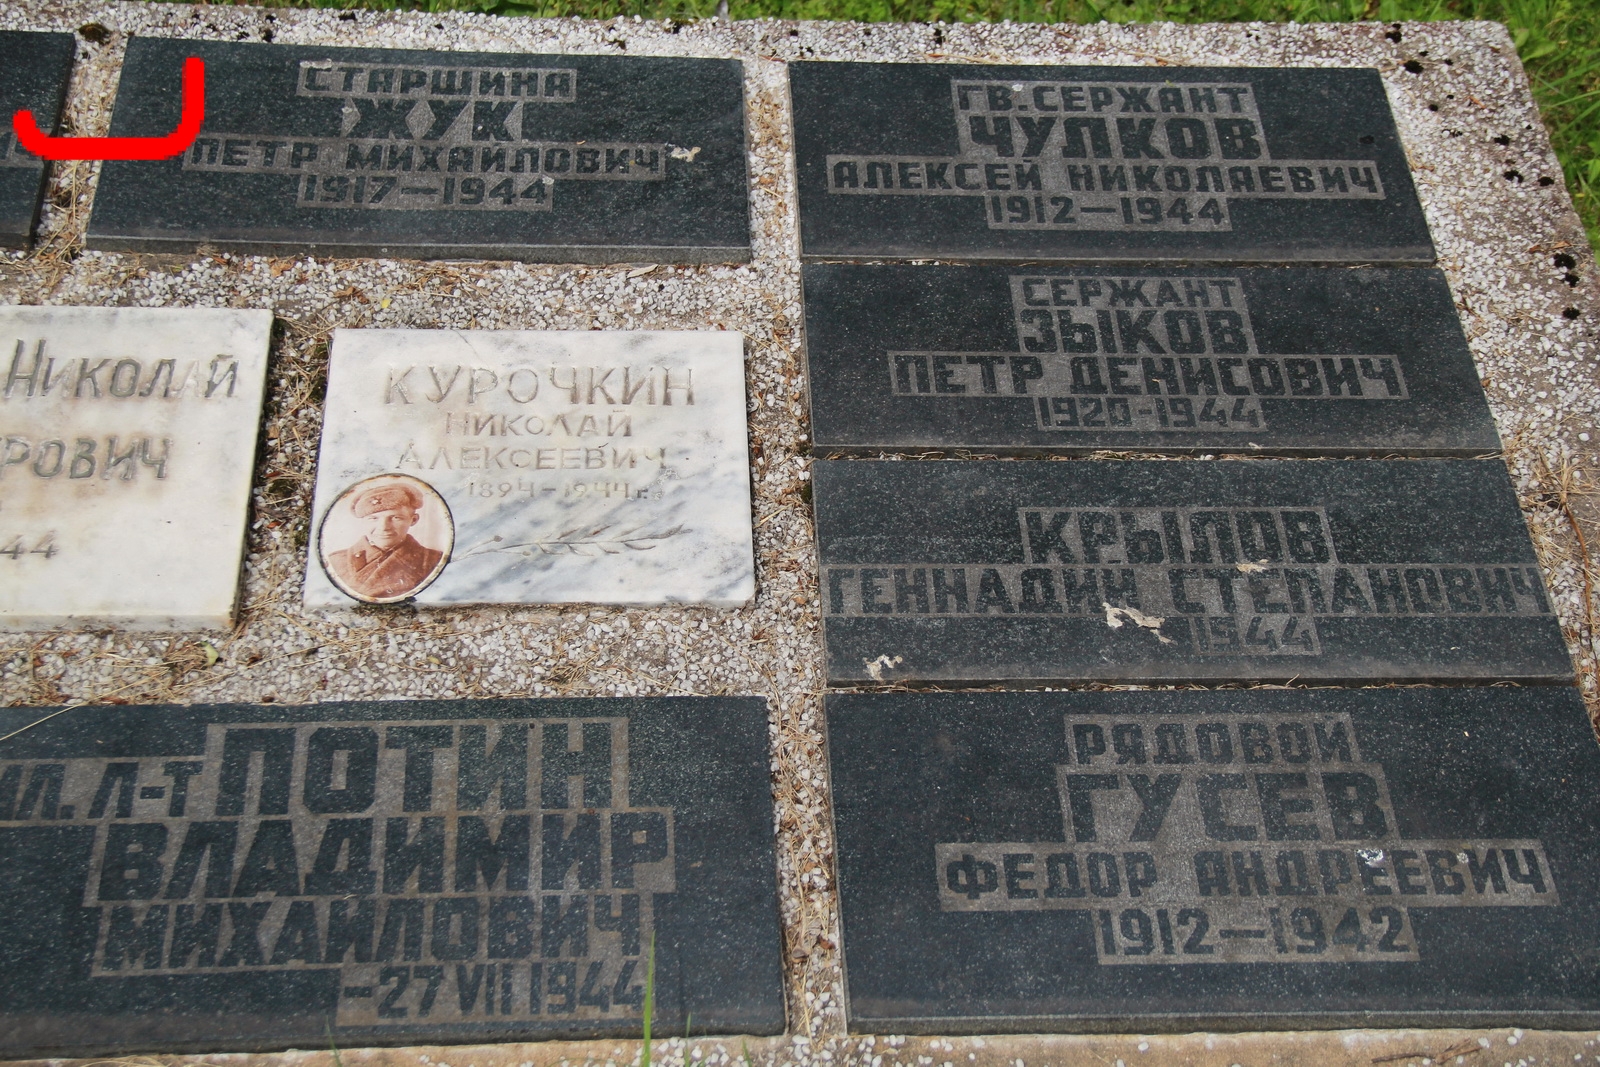 СТАРШИНА
ЖУК
ПЕТР МИХАЙЛОВИЧ
1917—1944
ГВ.СЕРЖАНТ
ЧУЛКОВ
АЛЕКСЕЙ НИКОЛАЕВИЧ
1912—1944
СЕРЖАНТ
ЗЫКОВ
ПЕТР ДЕНИСОВИЧ
1920-1944
НИКОЛАЙ
РОВИЧ
44
КУРОЧКИН
НИКОЛАЙ
АЛЕКСЕЕВИЧ
1894-1944 г.
КРЫЛОВ
ГЕННАДИЙ СТЕПАНОВИЧ
1944
МЛ. Л-Т ПОТИН
ВЛАДИМИР
МИХАЙЛОВИЧ
-27 VII 1944
РЯДОВОЙ
ГУСЕВ
ФЕДОР АНДРЕЕВИЧ
1912—1942